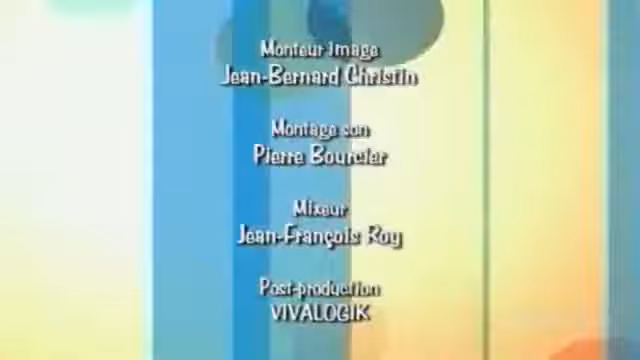 Monteur image
Jean-Bernard Christin
Montage son
Pierre Bourcier
Mixeur
Jean-François Roy
Post-production
VIVALOGIK